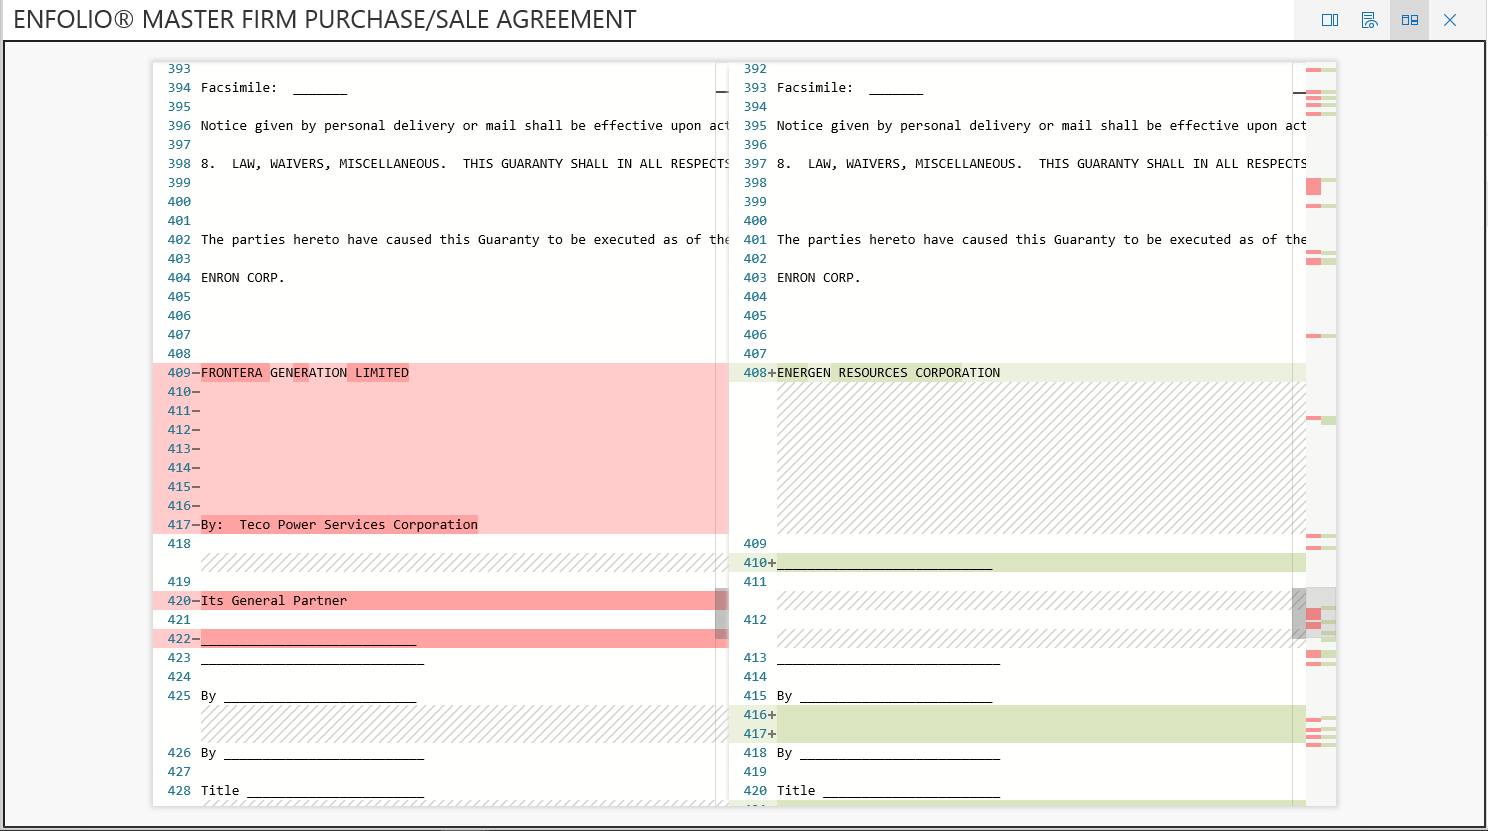 ENFOLIO® MASTER FIRM PURCHASE/SALE AGREEMENT
393
394 Facsimile: _______
395
396 Notice given by personal delivery or mail shall be effective upon act
397
398 8. LAW, WAIVERS, MISCELLANEOUS. THIS GUARANTY SHALL IN ALL RESPECTS
399
400
401
402 The parties hereto have caused this Guaranty to be executed as of the
403
404 ENRON CORP.
405
406
407
408
409− FRONTERA GENERATION LIMITED
410−
411−
412−
413−
414−
415−
416−
417− By: Teco Power Services Corporation
418
419
420− Its General Partner
421
422− ____________________________
423 _____________________________
424
425 By _________________________
426 By __________________________
427
428 Title _______________________
392
393 Facsimile: _______
394
395 Notice given by personal delivery or mail shall be effective upon act
396
397 8. LAW, WAIVERS, MISCELLANEOUS. THIS GUARANTY SHALL IN ALL RESPECTS
398
399
400
401 The parties hereto have caused this Guaranty to be executed as of the
402
403 ENRON CORP.
404
405
406
407
408+ ENERGEN RESOURCES CORPORATION
409
410+ ____________________________
411
412
413 _____________________________
414
415 By _________________________
416+
417+
418 By __________________________
419
420 Title _______________________